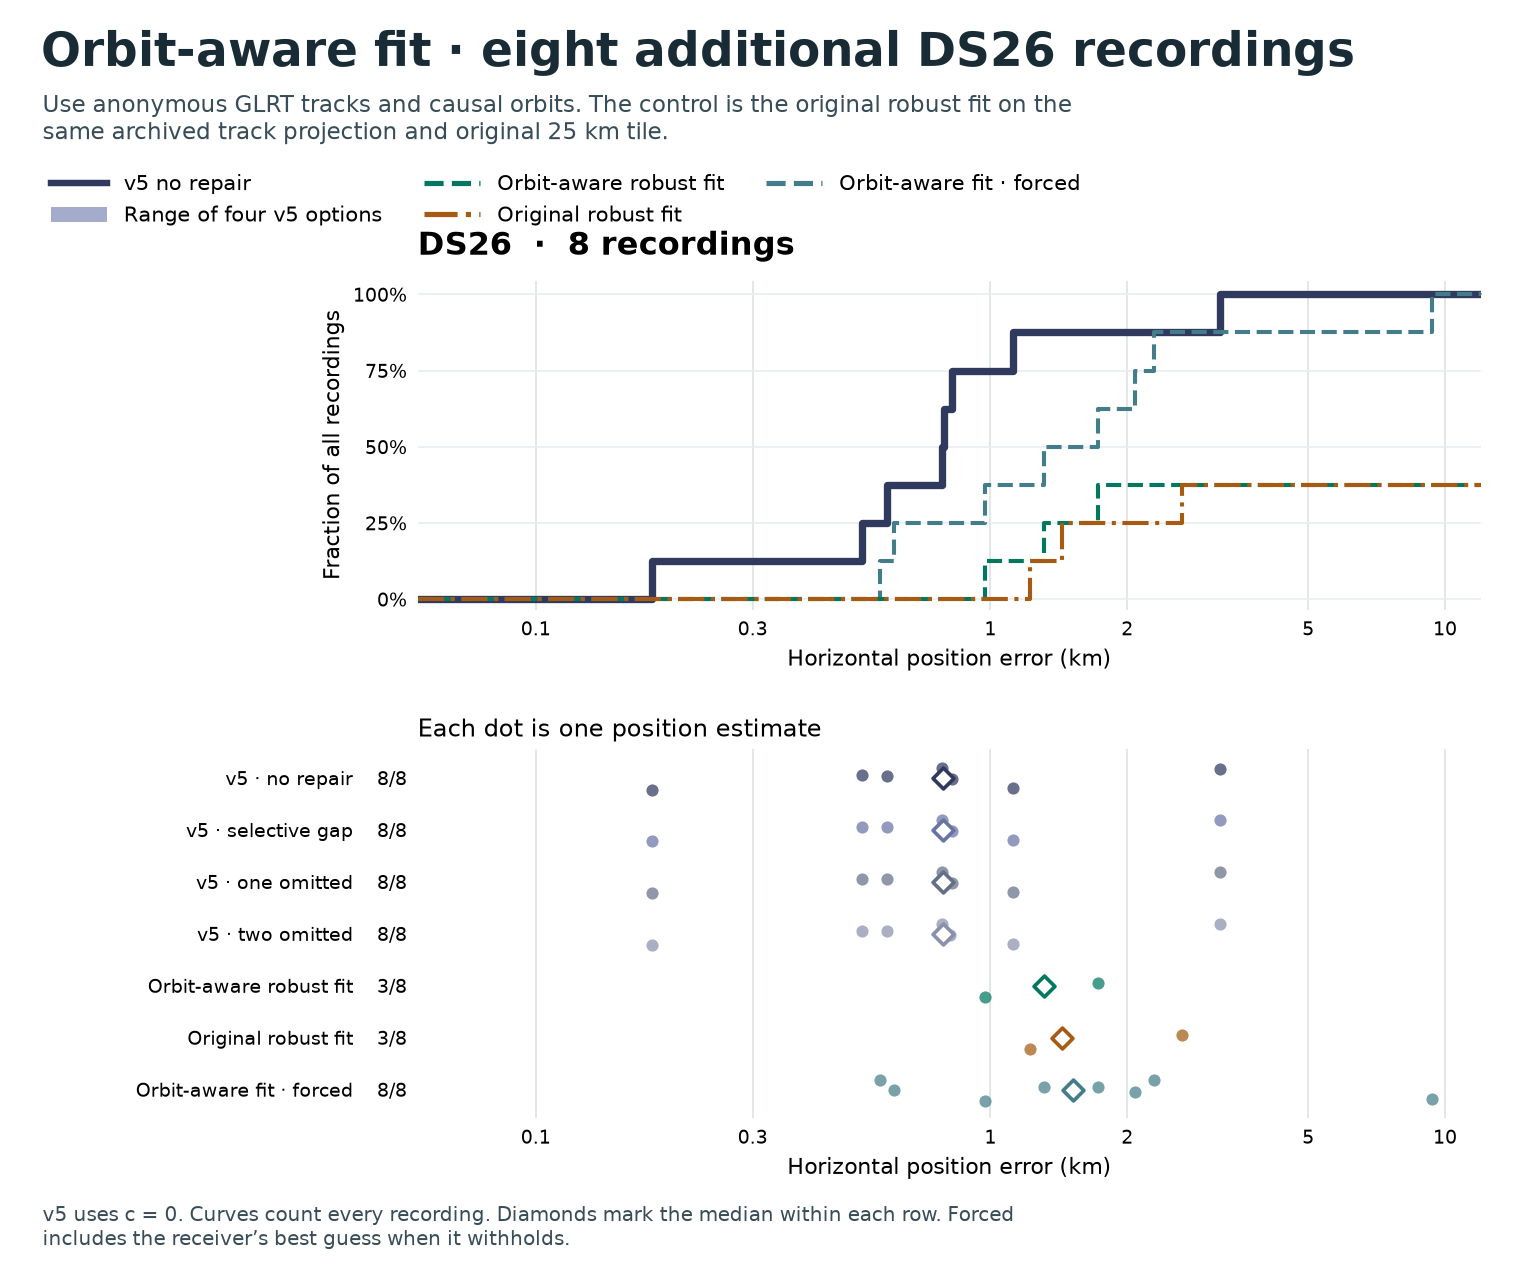 Orbit-aware fit · eight additional DS26 recordings
Use anonymous GLRT tracks and causal orbits. The control is the original robust fit on the
same archived track projection and original 25 km tile.
v5 no repair
Orbit-aware robust fit
Orbit-aware fit · forced
Range of four v5 options
Original robust fit
DS26 · 8 recordings
Fraction of all recordings
100%
75%
50%
25%
0%
0.1 0.3 1 2 5 10
Horizontal position error (km)
Each dot is one position estimate
v5 · no repair 8/8
v5 · selective gap 8/8
v5 · one omitted 8/8
v5 · two omitted 8/8
Orbit-aware robust fit 3/8
Original robust fit 3/8
Orbit-aware fit · forced 8/8
0.1 0.3 1 2 5 10
Horizontal position error (km)
v5 uses c = 0. Curves count every recording. Diamonds mark the median within each row. Forced
includes the receiver’s best guess when it withholds.